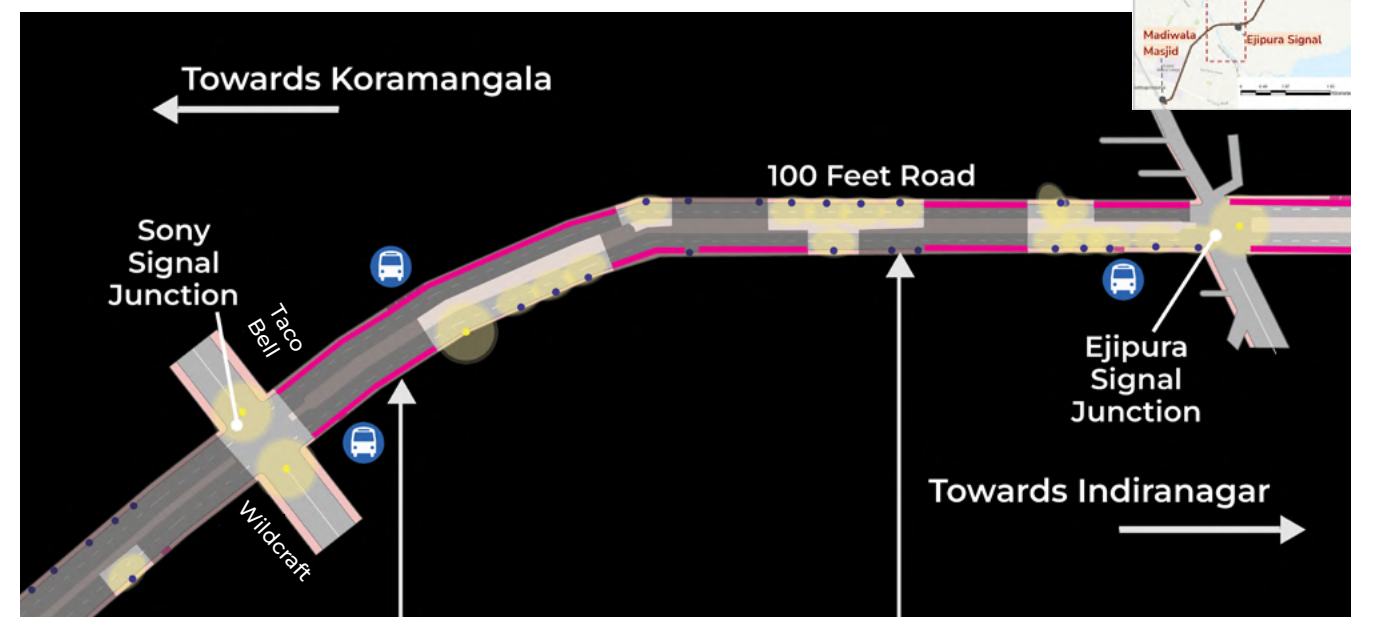 Madiwala
Masjid
Ejipura Signal
Towards Koramangala
100 Feet Road
Sony
Signal
Junction
Taco
Bell
Ejipura
Signal
Junction
Towards Indiranagar
Wildcraft